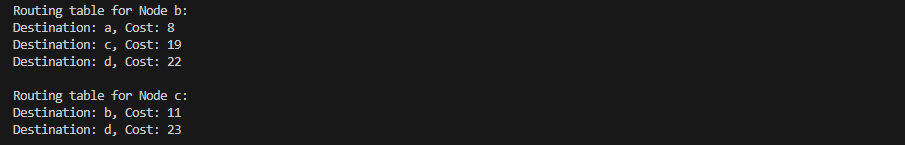 Routing table for Node b:
Destination: a, Cost: 8
Destination: c, Cost: 19
Destination: d, Cost: 22
Routing table for Node c:
Destination: b, Cost: 11
Destination: d, Cost: 23